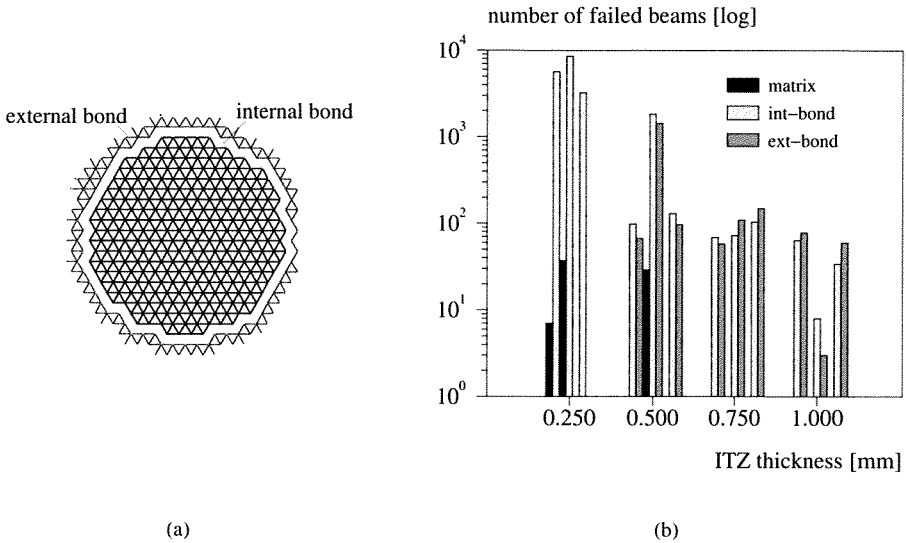 number of failed beams [log]
external bond
internal bond
10^4
10^3
10^2
10^1
10^0
matrix
int-bond
ext-bond
0.250 0.500 0.750 1.000
ITZ thickness [mm]
(a) (b)